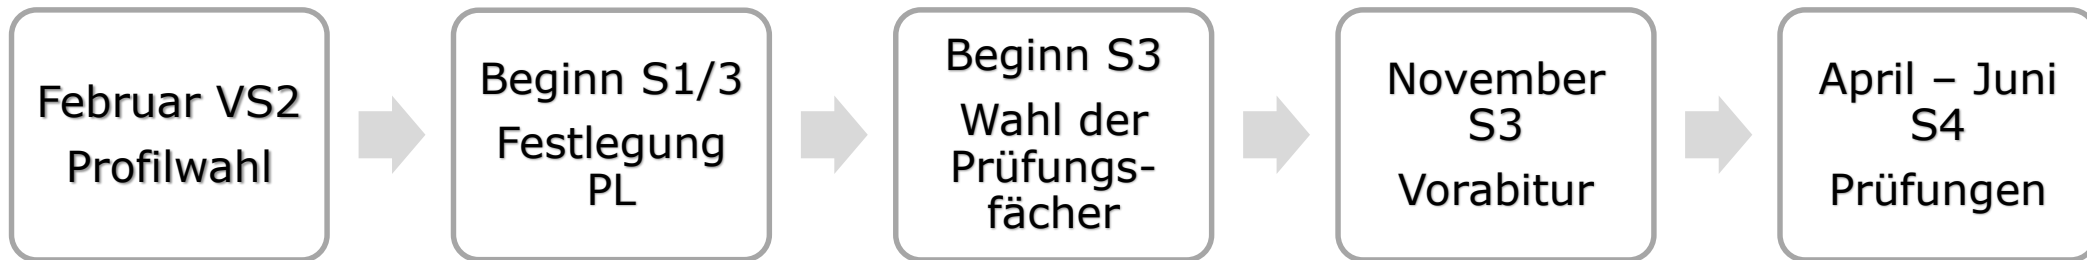 Februar VS2
Profilwahl
Beginn S1/3
Festlegung
PL
Beginn S3
Wahl der
Prüfungs-
fächer
November
S3
Vorabitur
April – Juni
S4
Prüfungen